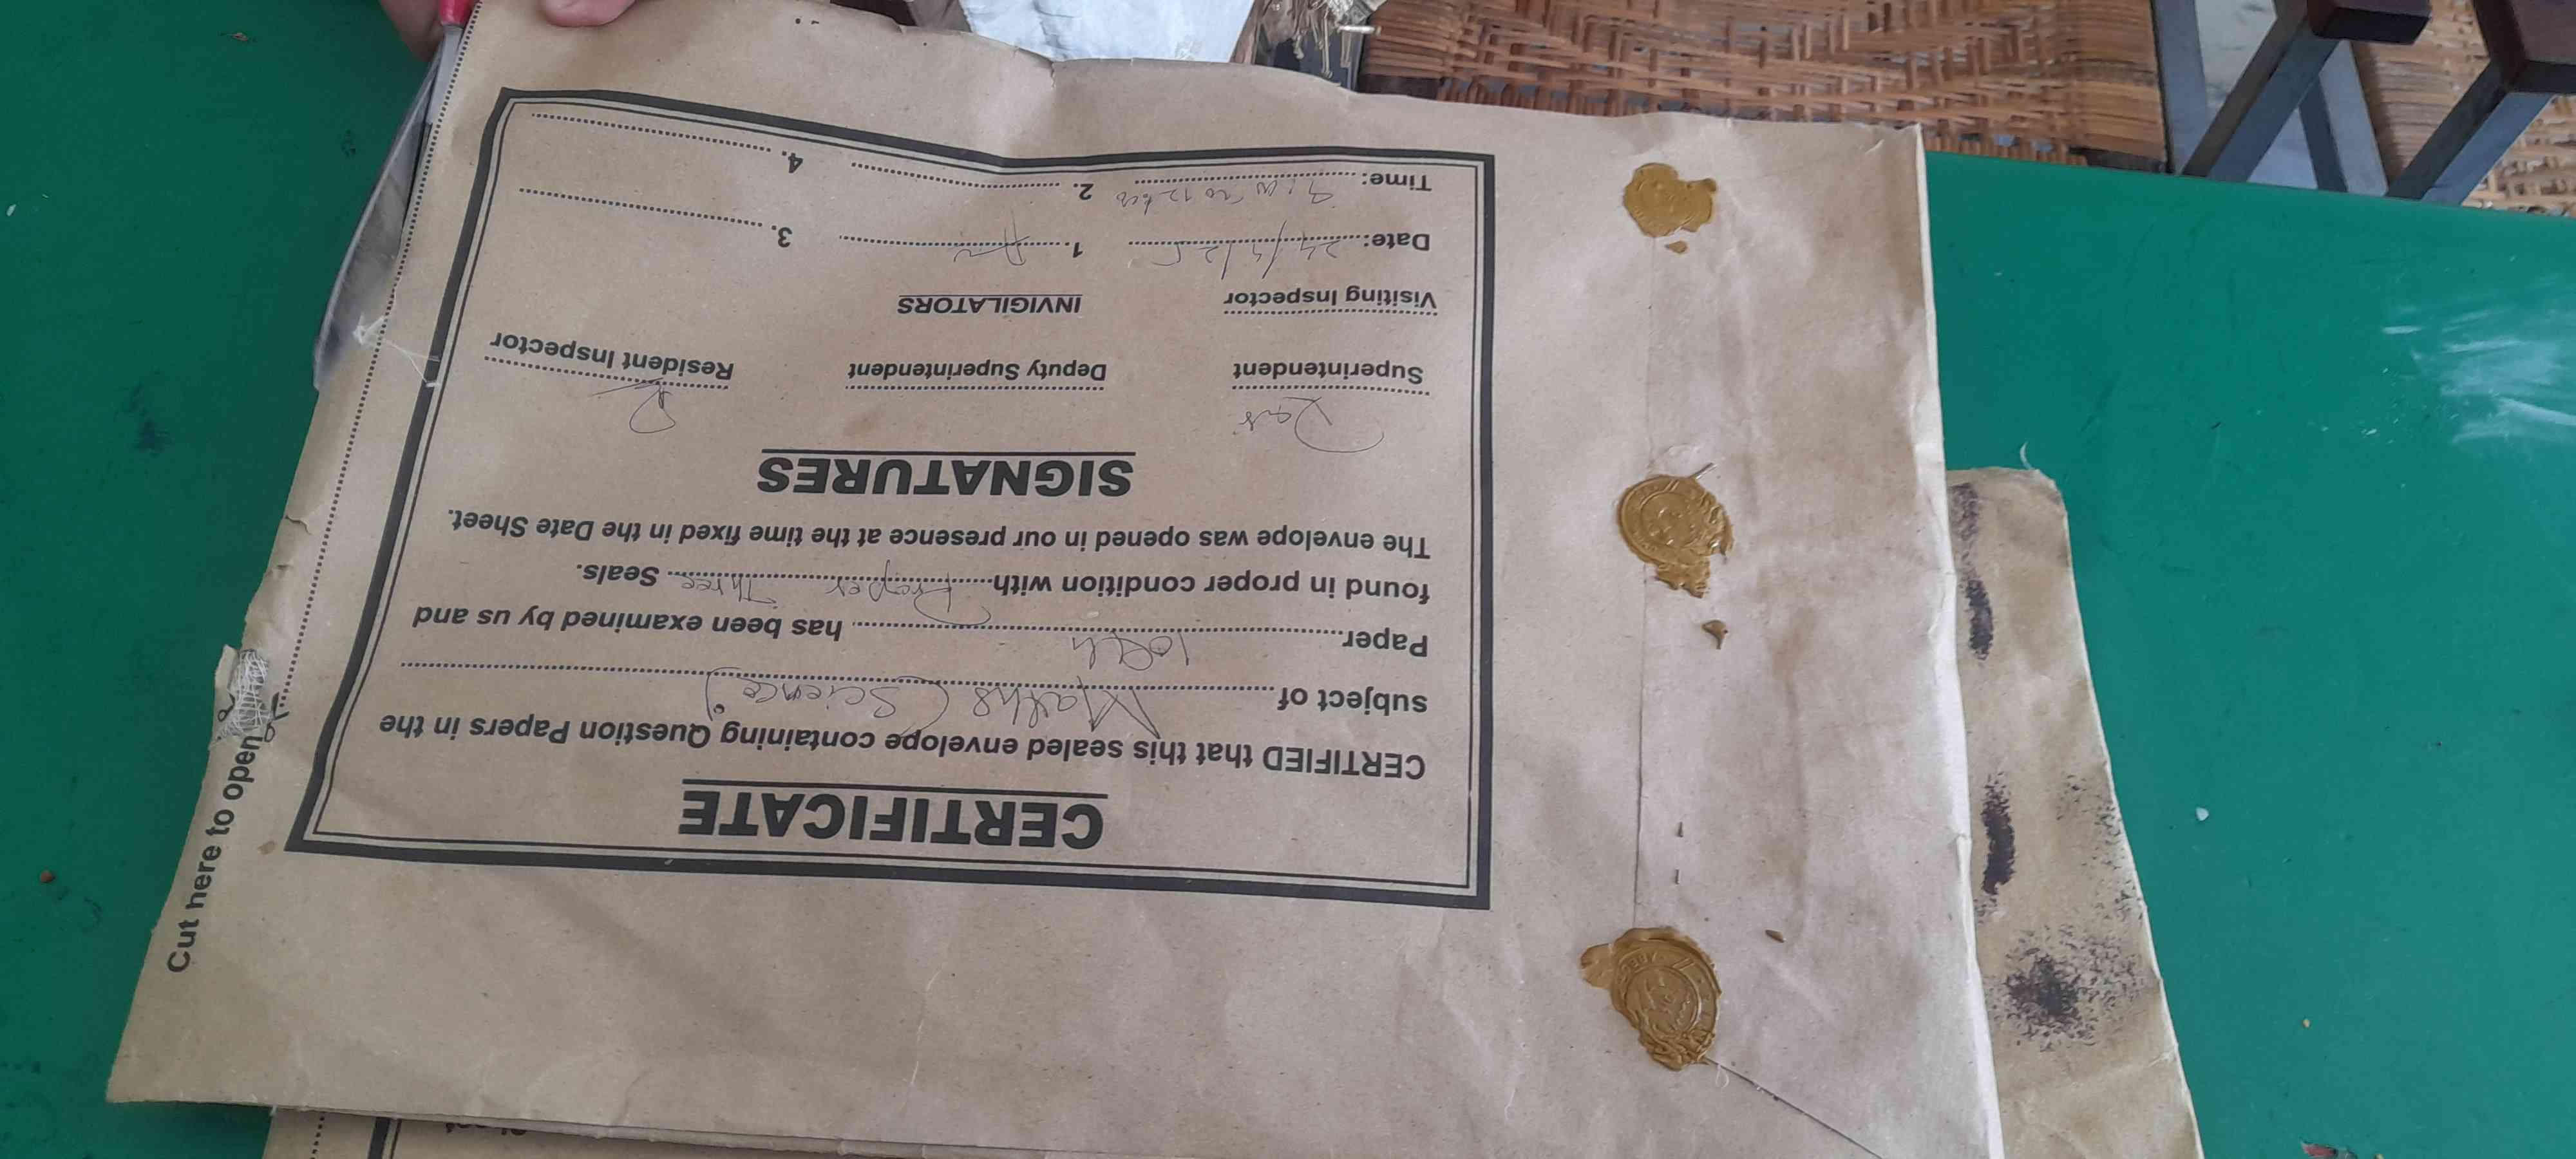 CERTIFICATE
CERTIFIED that this sealed envelope containing Question Papers in the
subject of Maths (Science)
Paper 10th has been examined by us and
found in proper condition with Proper Three Seals.
The envelope was opened in our presence at the time fixed in the Date Sheet.
SIGNATURES
Superintendent Deputy Superintendent Resident Inspector
Visiting Inspector INVIGILATORS
Date: 1. 3.
Time: 2. 4.
Cut here to open